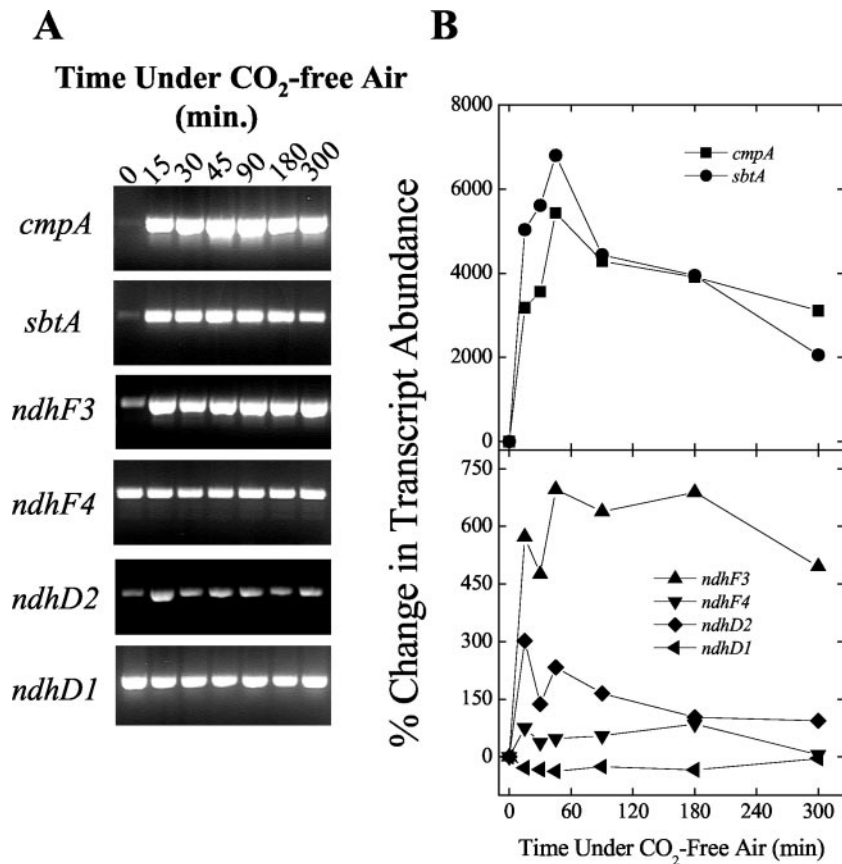 A
Time Under CO₂-free Air
(min.)
0 15 30 45 90 180 300
cmpA
sbtA
ndhF3
ndhF4
ndhD2
ndhD1
B
% Change in Transcript Abundance
8000
6000
4000
2000
0
cmpA
sbtA
750
600
450
300
150
0
ndhF3
ndhF4
ndhD2
ndhD1
0 60 120 180 240 300
Time Under CO₂-Free Air (min)